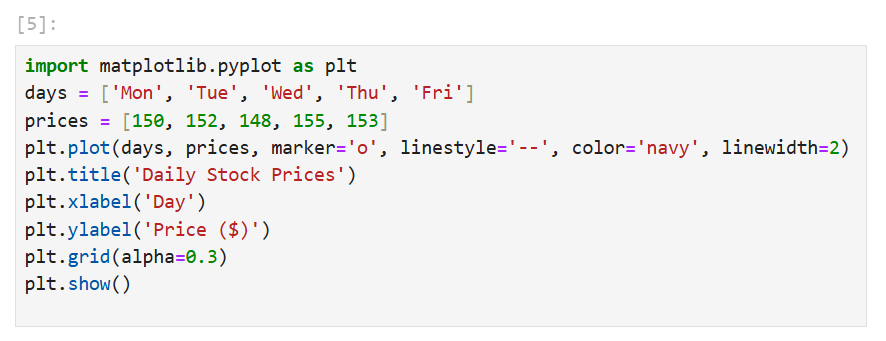 [5]:
import matplotlib.pyplot as plt
days = ['Mon', 'Tue', 'Wed', 'Thu', 'Fri']
prices = [150, 152, 148, 155, 153]
plt.plot(days, prices, marker='o', linestyle='--', color='navy', linewidth=2)
plt.title('Daily Stock Prices')
plt.xlabel('Day')
plt.ylabel('Price ($)')
plt.grid(alpha=0.3)
plt.show()